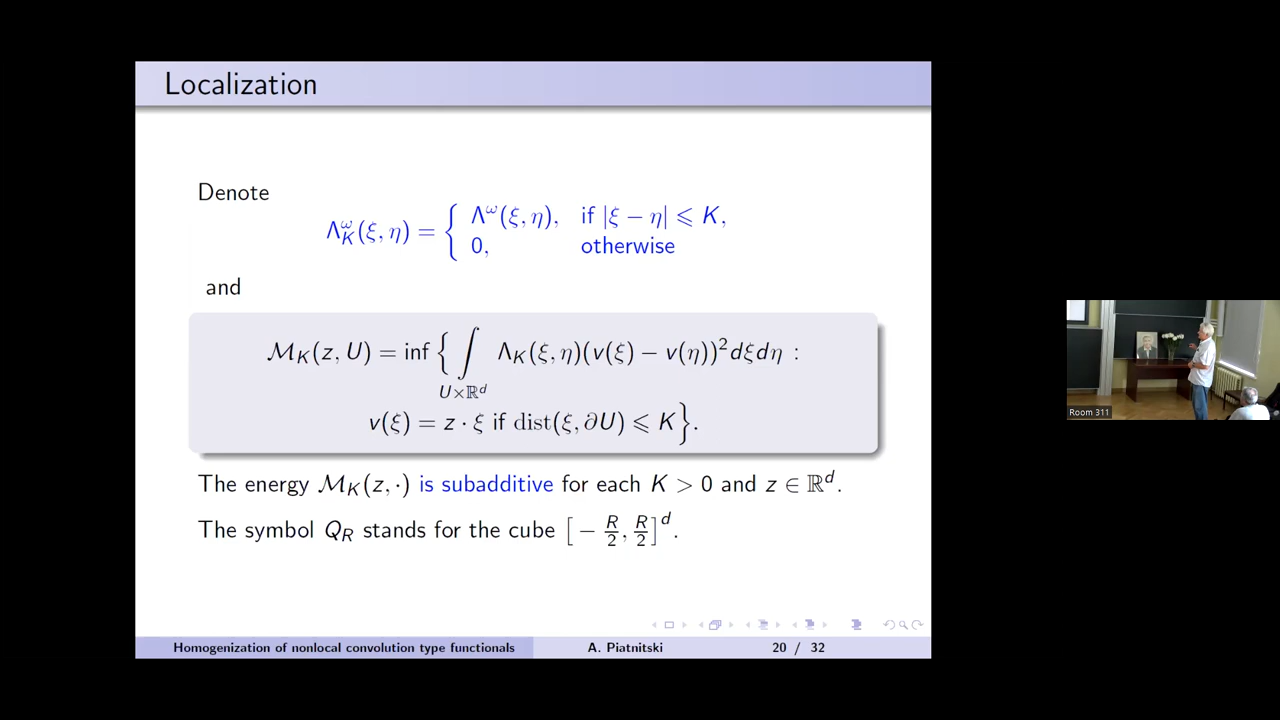 Localization
Denote
Λ^ω_K(ξ, η) = { Λ^ω(ξ, η), if |ξ − η| ⩽ K,
0, otherwise
and
ℳ_K(z, U) = inf { ∫_{U×ℝ^d} Λ_K(ξ, η)(v(ξ) − v(η))^2 dξdη :
v(ξ) = z · ξ if dist(ξ, ∂U) ⩽ K }.
The energy ℳ_K(z, ·) is subadditive for each K > 0 and z ∈ ℝ^d.
The symbol Q_R stands for the cube [ − R/2, R/2 ]^d.
Homogenization of nonlocal convolution type functionals A. Piatnitski 20 / 32
Room 311